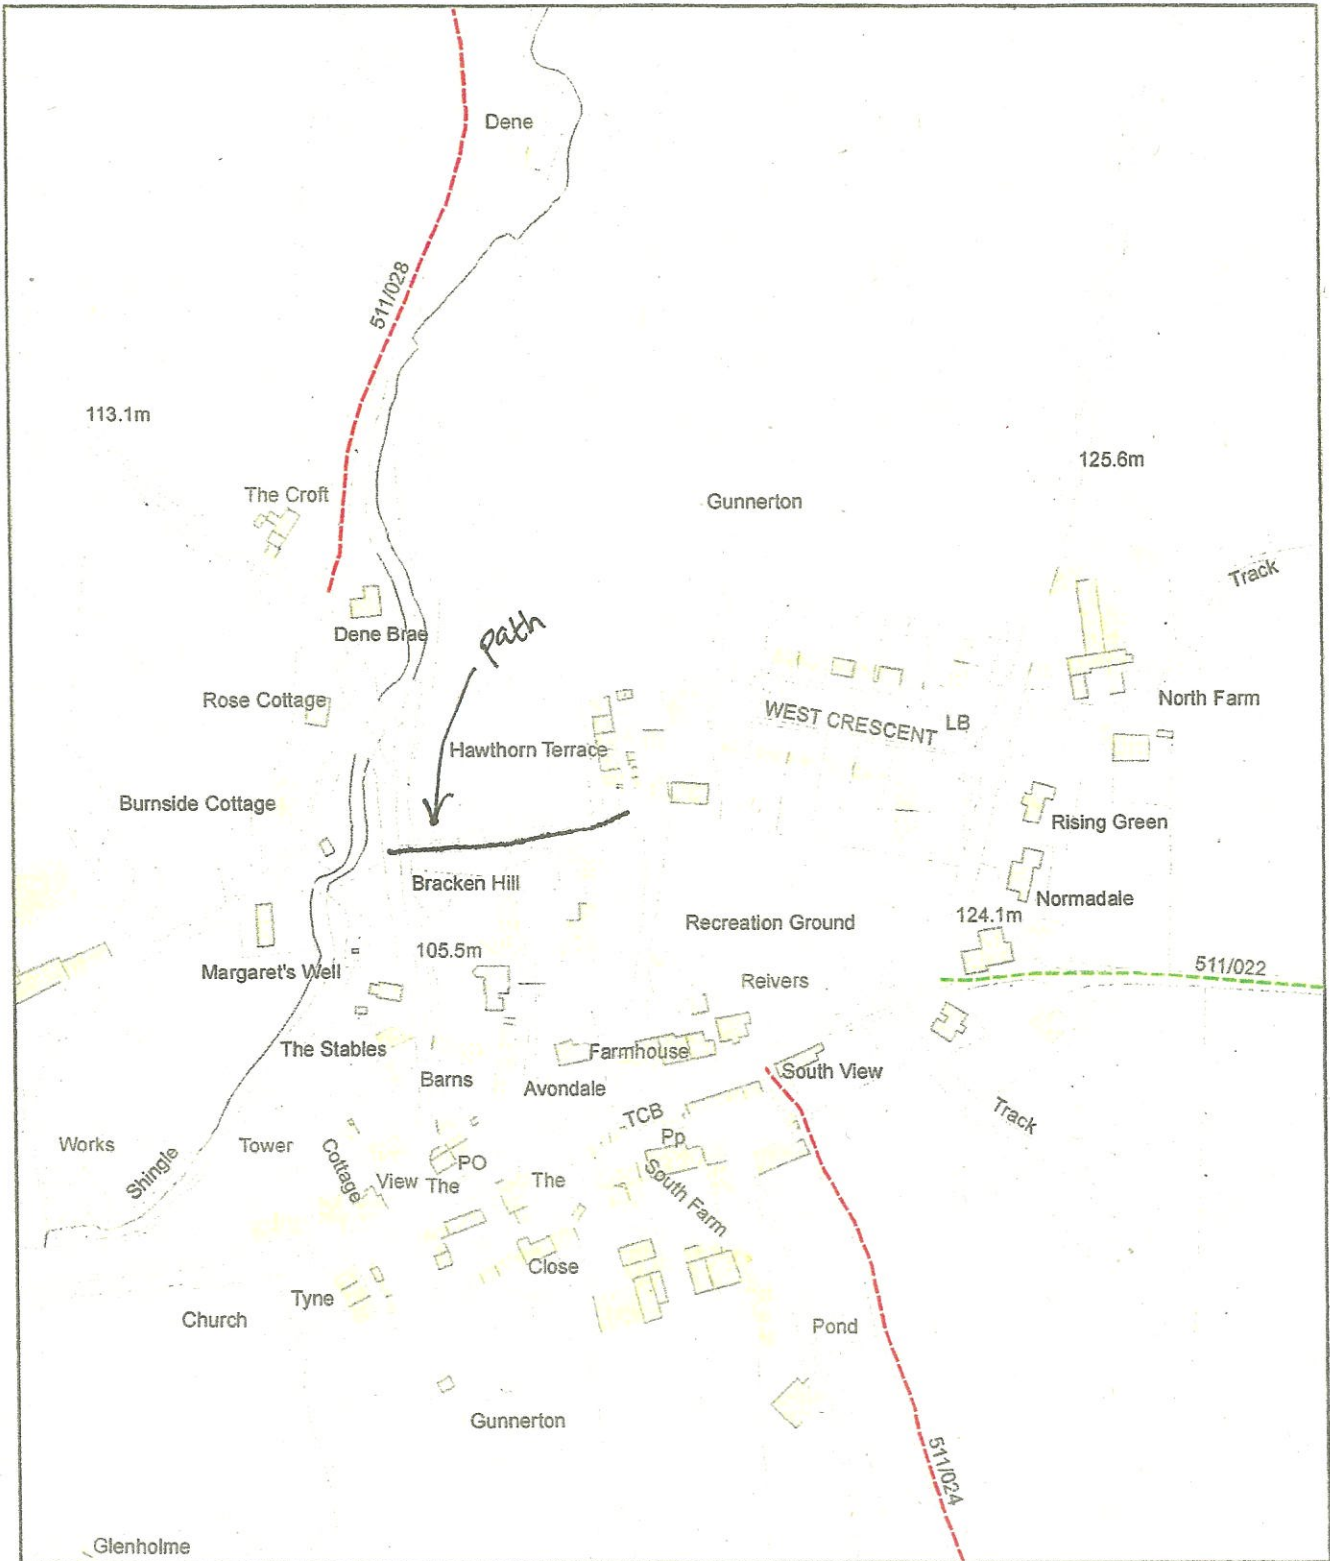 Dene
511/028
113.1m
125.6m
The Croft
Gunnerton
Track
Dene Brae
path
Rose Cottage
North Farm
WEST CRESCENT
LB
Hawthorn Terrace
Burnside Cottage
Rising Green
Bracken Hill
Normadale
124.1m
Recreation Ground
105.5m
Margaret's Well
511/022
Reivers
The Stables
Farmhouse
South View
Barns
Avondale
TCB
Track
Pp
Works
Tower
Cottage
PO
Shingle
View The
The
South Farm
Close
Tyne
Church
Pond
Gunnerton
511/024
Glenholme